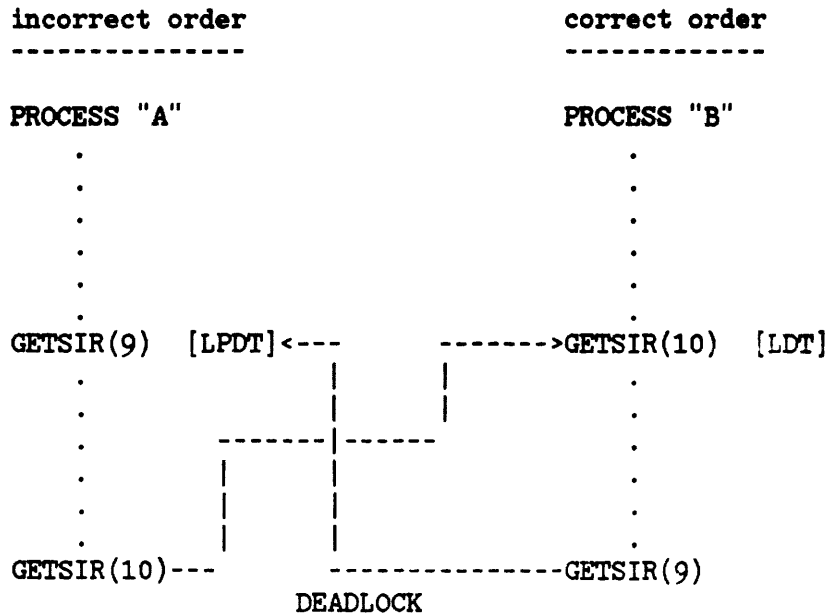 incorrect order correct order
--------------- -------------
PROCESS "A" PROCESS "B"
. .
. .
. .
. .
. .
. .
GETSIR(9) [LPDT]<--- ------->GETSIR(10) [LDT]
. | | .
. | | .
. -------|------ .
. | | .
. | | .
. | | .
GETSIR(10)--- --------------GETSIR(9)
DEADLOCK